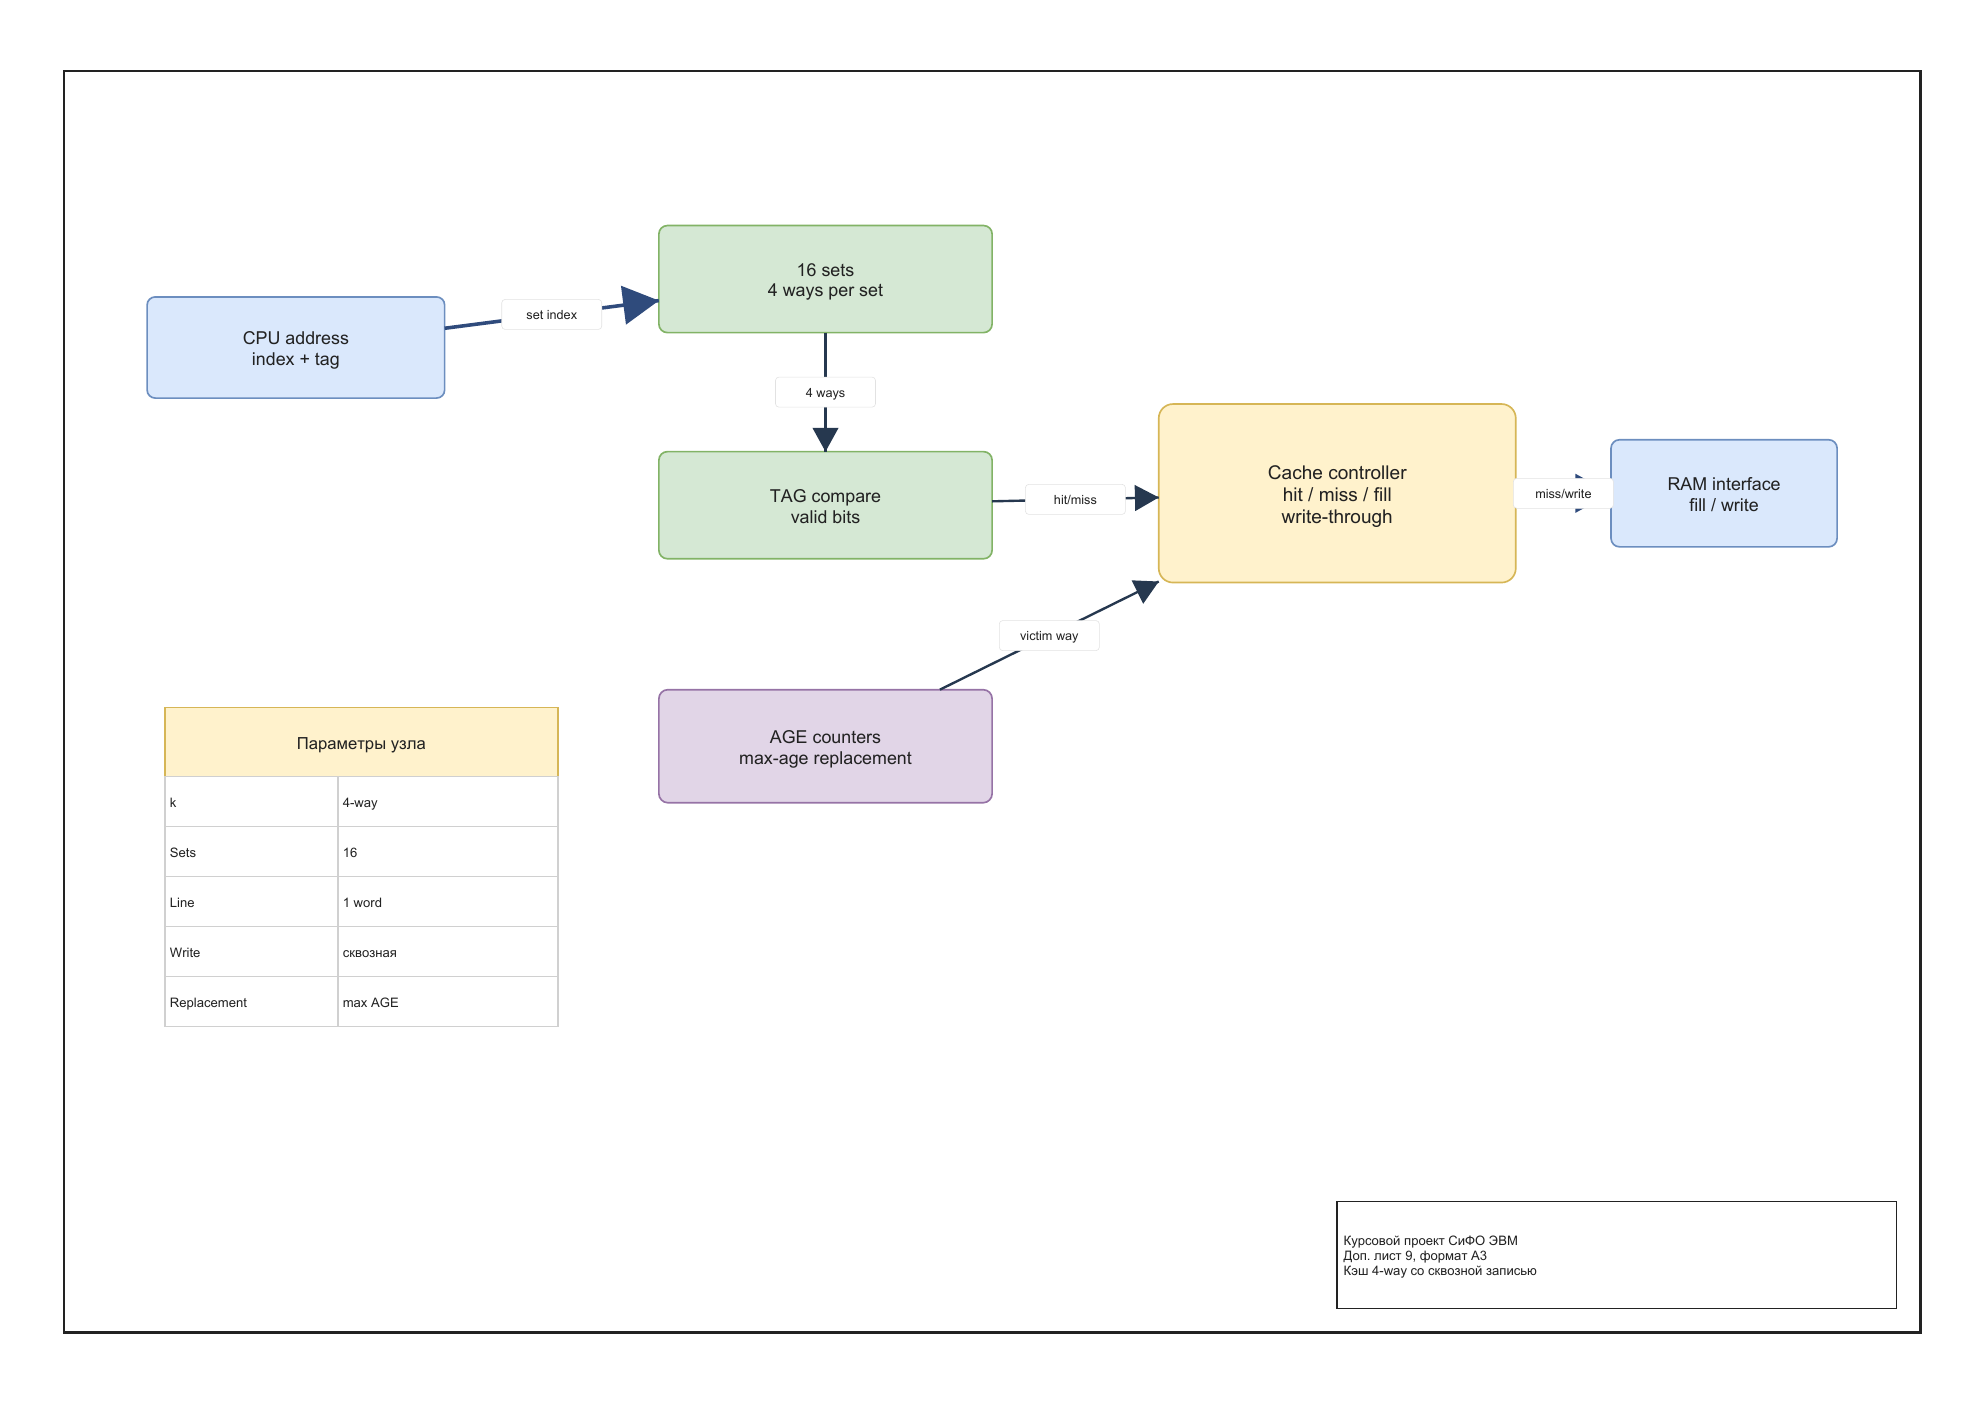 16 sets
4 ways per set
CPU address
index + tag
set index
4 ways
TAG compare
valid bits
hit/miss
Cache controller
hit / miss / fill
write-through
miss/write
RAM interface
fill / write
victim way
AGE counters
max-age replacement
Параметры узла
k 4-way
Sets 16
Line 1 word
Write сквозная
Replacement max AGE
Курсовой проект СиФО ЭВМ
Доп. лист 9, формат А3
Кэш 4-way со сквозной записью